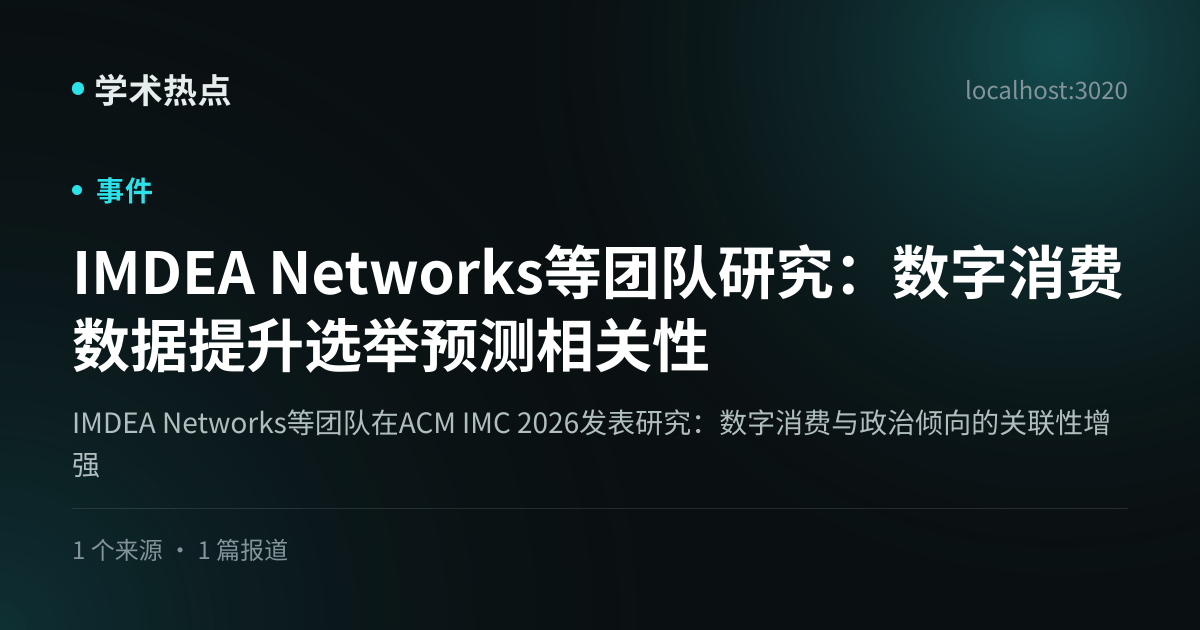 学术热点
localhost:3020
事件
IMDEA Networks等团队研究：数字消费
数据提升选举预测相关性
IMDEA Networks等团队在ACM IMC 2026发表研究：数字消费与政治倾向的关联性增
强
1 个来源 • 1 篇报道